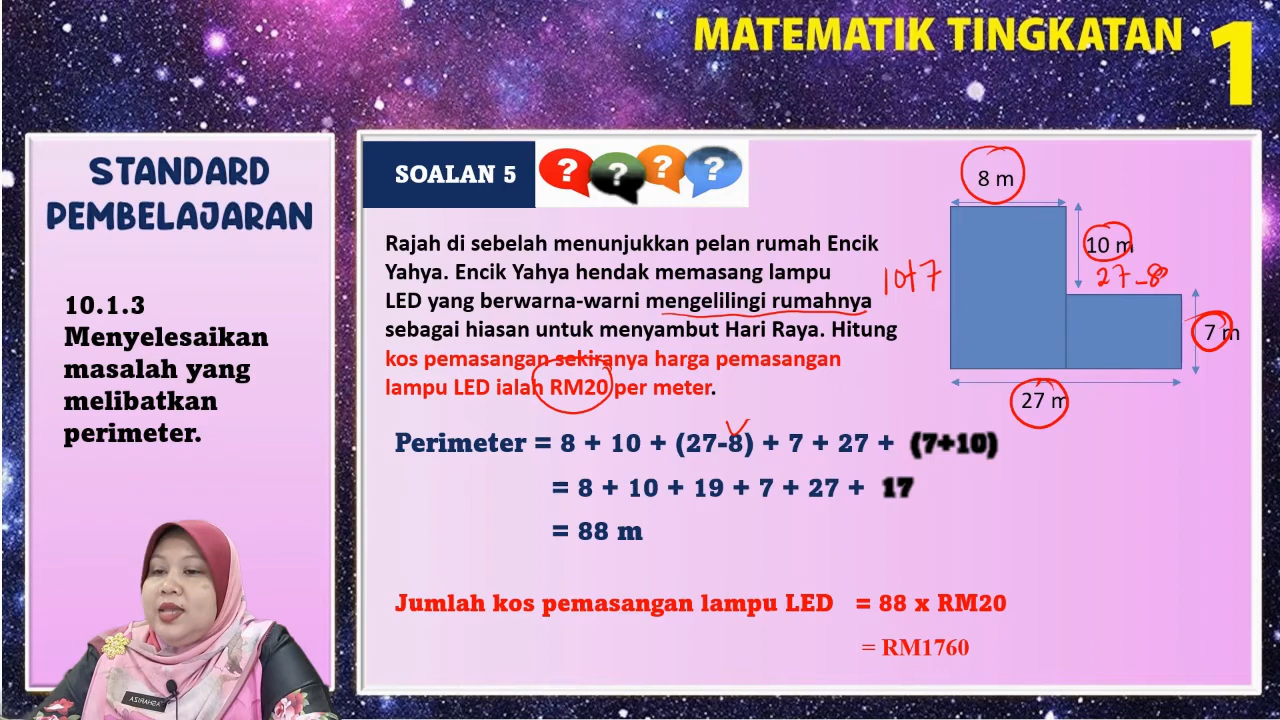 MATEMATIK TINGKATAN 1
STANDARD
PEMBELAJARAN
10.1.3
Menyelesaikan
masalah yang
melibatkan
perimeter.
SOALAN 5
? ? ? ?
Rajah di sebelah menunjukkan pelan rumah Encik
Yahya. Encik Yahya hendak memasang lampu
LED yang berwarna-warni mengelilingi rumahnya
sebagai hiasan untuk menyambut Hari Raya. Hitung
kos pemasangan sekiranya harga pemasangan
lampu LED ialah RM20 per meter.
8 m
10 m
27-8
10+7
7 m
27 m
Perimeter = 8 + 10 + (27-8) + 7 + 27 + (7+10)
= 8 + 10 + 19 + 7 + 27 + 17
= 88 m
Jumlah kos pemasangan lampu LED = 88 x RM20
= RM1760